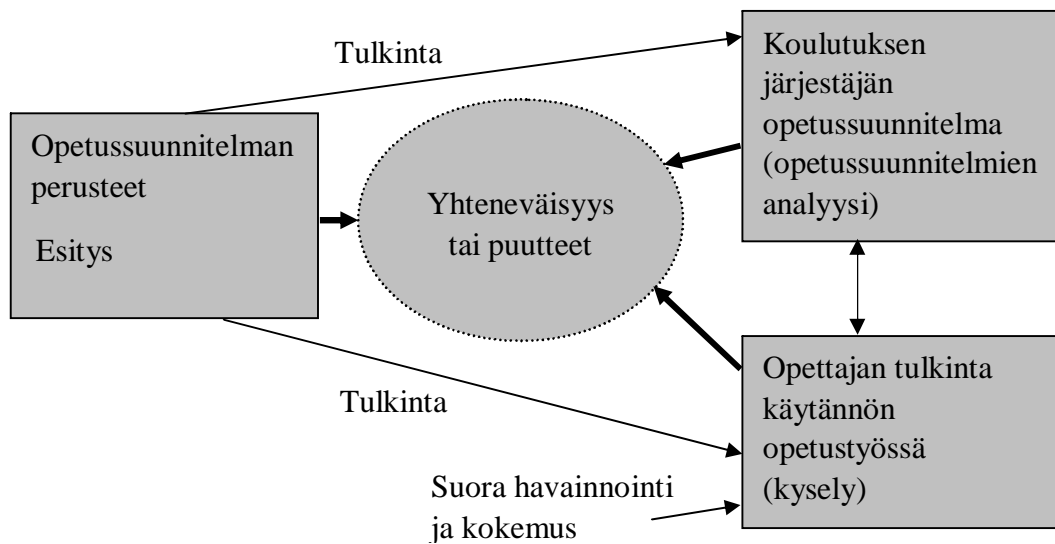 Tulkinta
Koulutuksen
järjestäjän
opetussuunnitelma
(opetussuunnitelmien
analyysi)
Opetussuunnitelman
perusteet
Esitys
Yhteneväisyys
tai puutteet
Tulkinta
Opettajan tulkinta
käytännön
opetustyössä
(kysely)
Suora havainnointi
ja kokemus